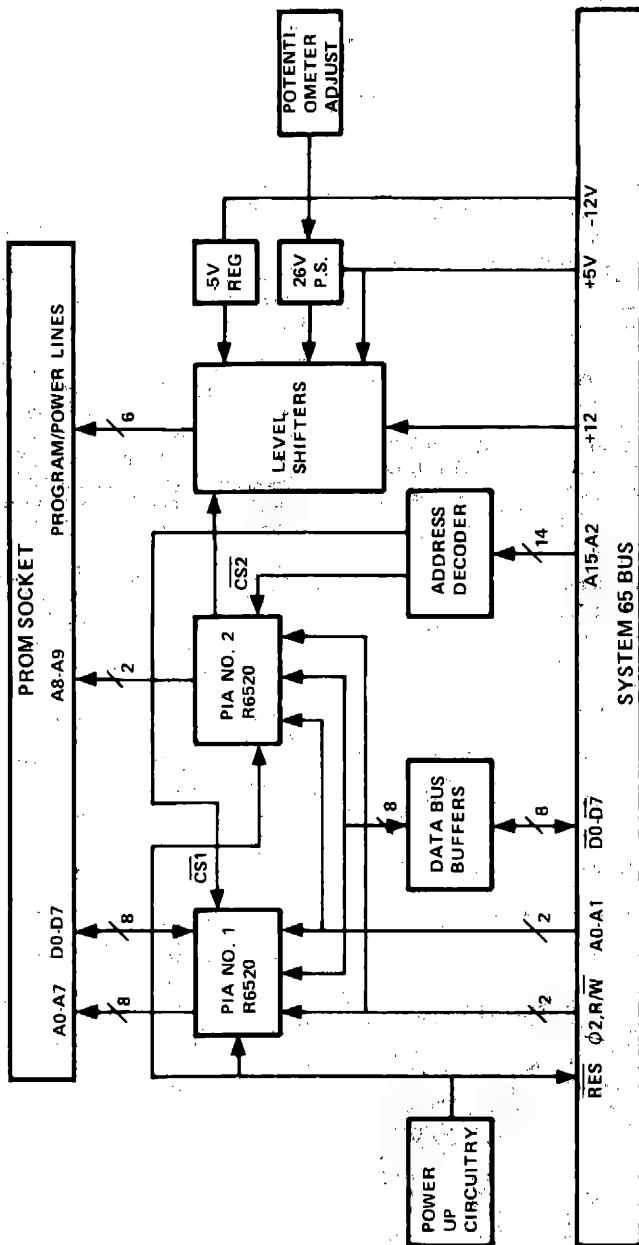 PROM SOCKET
A0-A7
D0-D7
A8-A9
PROGRAM/POWER LINES
8
8
2
6
PIA NO. 1
R6520
CS1
PIA NO. 2
R6520
CS2
LEVEL
SHIFTERS
-5V
REG
26V
P.S.
POTENTI-
OMETER
ADJUST
POWER
UP
CIRCUITRY
8
DATA BUS
BUFFERS
ADDRESS
DECODER
2
2
8
14
RES
ϕ2,R/W
A0-A1
D0-D7
A15-A2
+12
+5V
-12V
SYSTEM 65 BUS